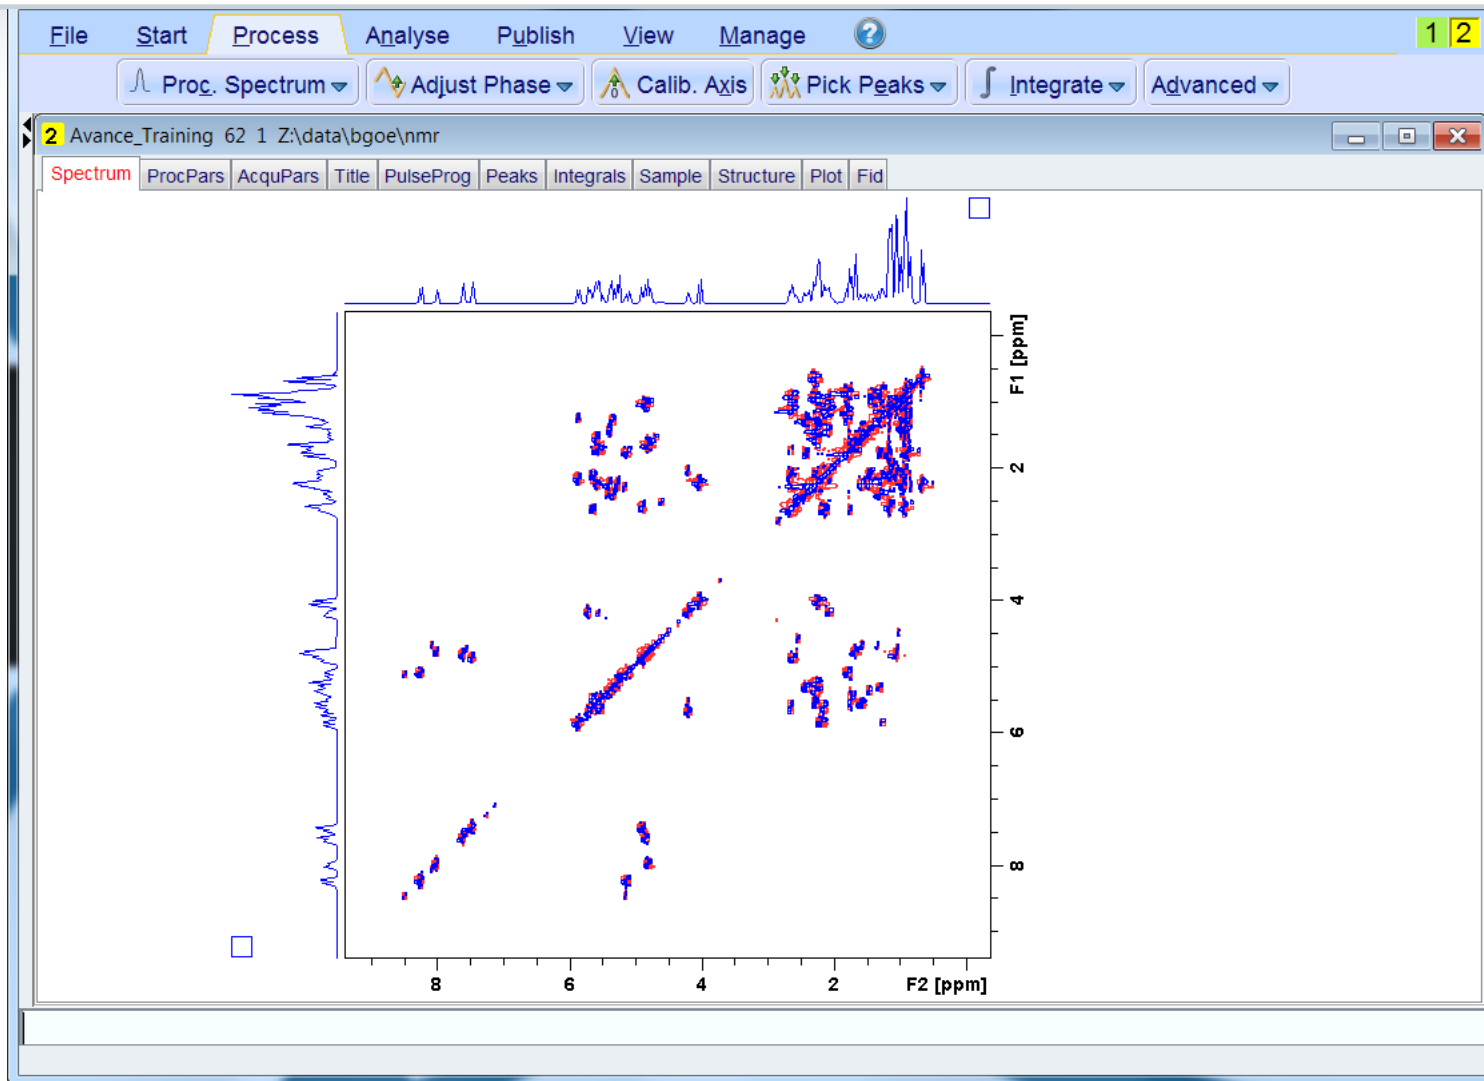 File Start Process Analyse Publish View Manage ? 1 2
Proc. Spectrum Adjust Phase 0 Calib. Axis Pick Peaks ∫ Integrate Advanced
2 Avance_Training 62 1 Z:\data\bgoe\nmr
Spectrum ProcPars AcquPars Title PulseProg Peaks Integrals Sample Structure Plot Fid
F1 [ppm]
2
4
6
8
8 6 4 2 F2 [ppm]